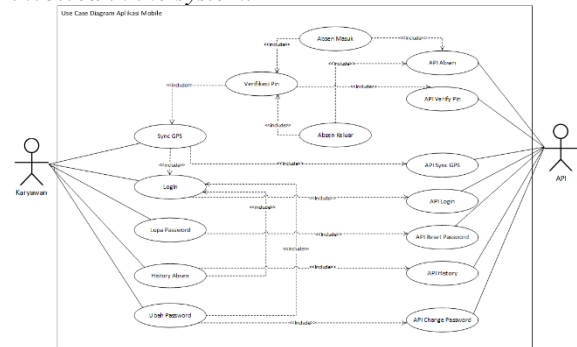 Use Case Diagram Aplikasi Mobile
Absen Masuk
<<include>>
API Absen
<<include>>
<<include>>
Verifikasi Pin
<<include>>
<<include>>
API Verify Pin
<<include>>
Absen Keluar
Sync GPS
<<include>>
<<include>>
API Sync GPS
Login
<<include>>
API Login
Karyawan
API
<<include>>
<<include>>
Lupa Password
<<include>>
API Reset Password
<<include>>
History Absen
<<include>>
API History
Ubah Password
<<include>>
API Change Password